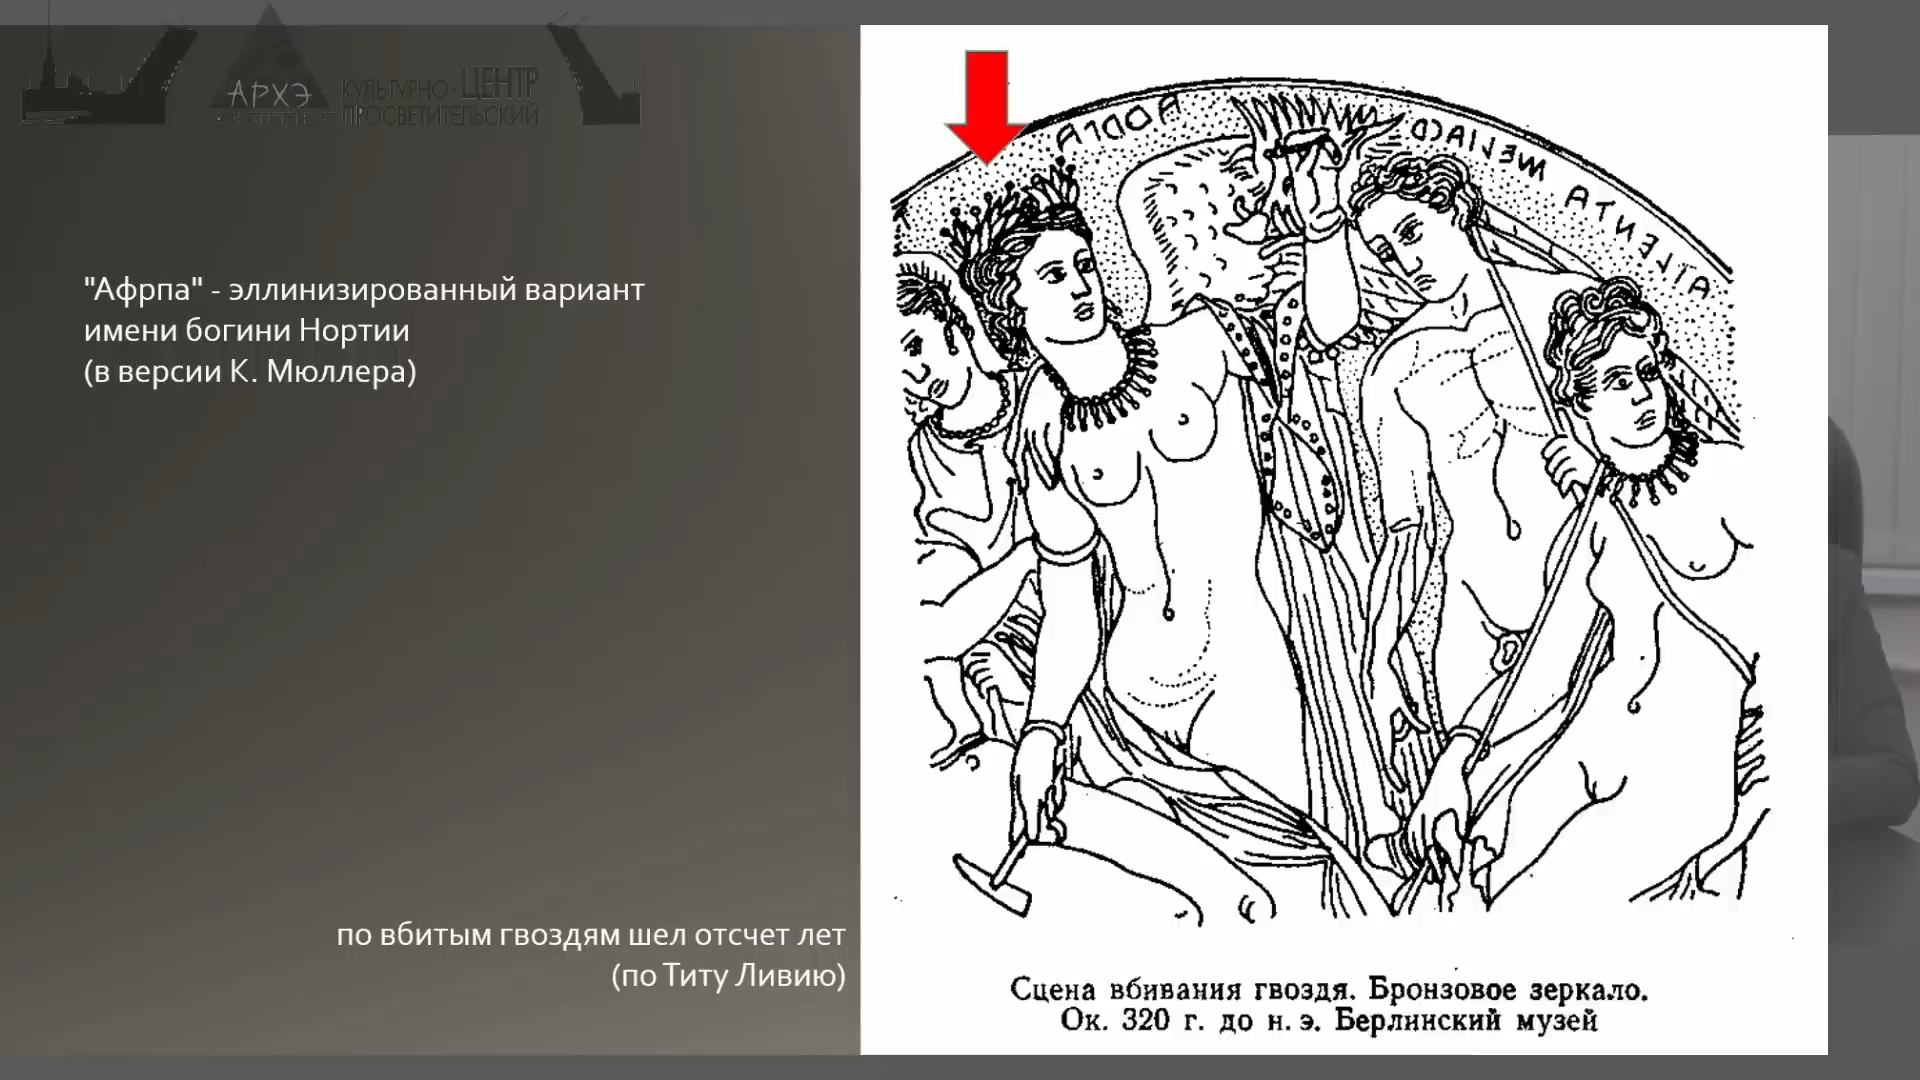 АРХЭ
КУЛЬТУРНО-ЦЕНТР
ПРОСВЕТИТЕЛЬСКИЙ
"Афрпа" - эллинизированный вариант
имени богини Нортии
(в версии К. Мюллера)
по вбитым гвоздям шел отсчет лет
(по Титу Ливию)
Сцена вбивания гвоздя. Бронзовое зеркало.
Ок. 320 г. до н. э. Берлинский музей